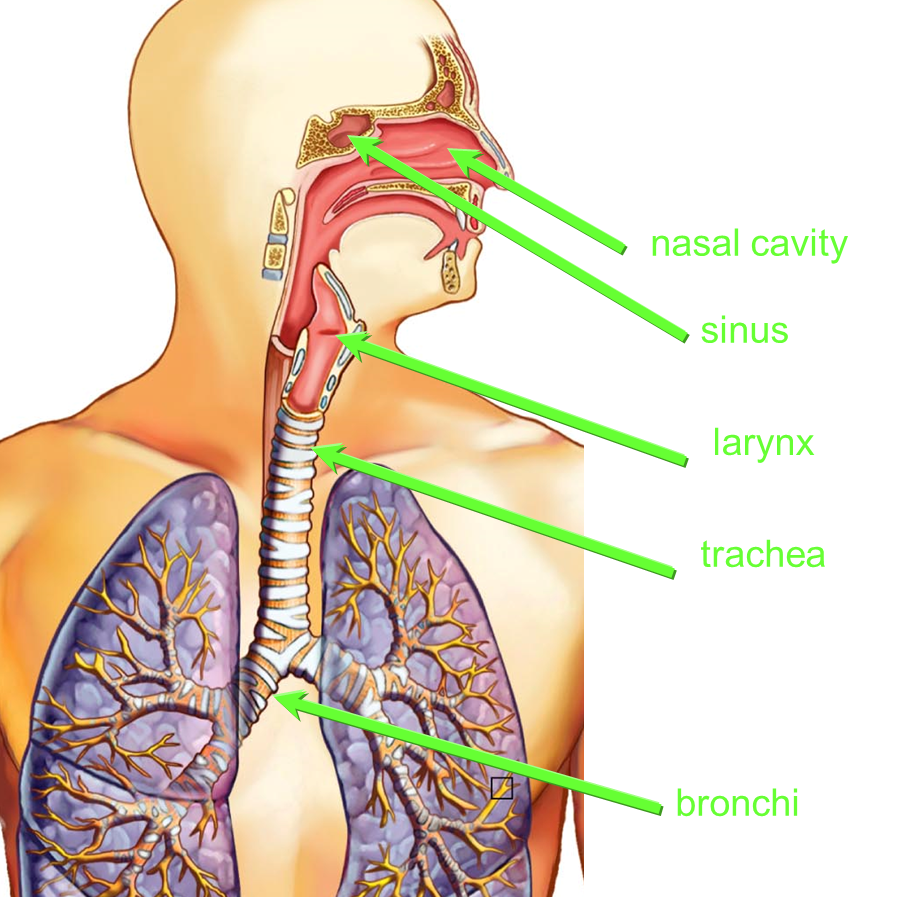 nasal cavity
sinus
larynx
trachea
bronchi